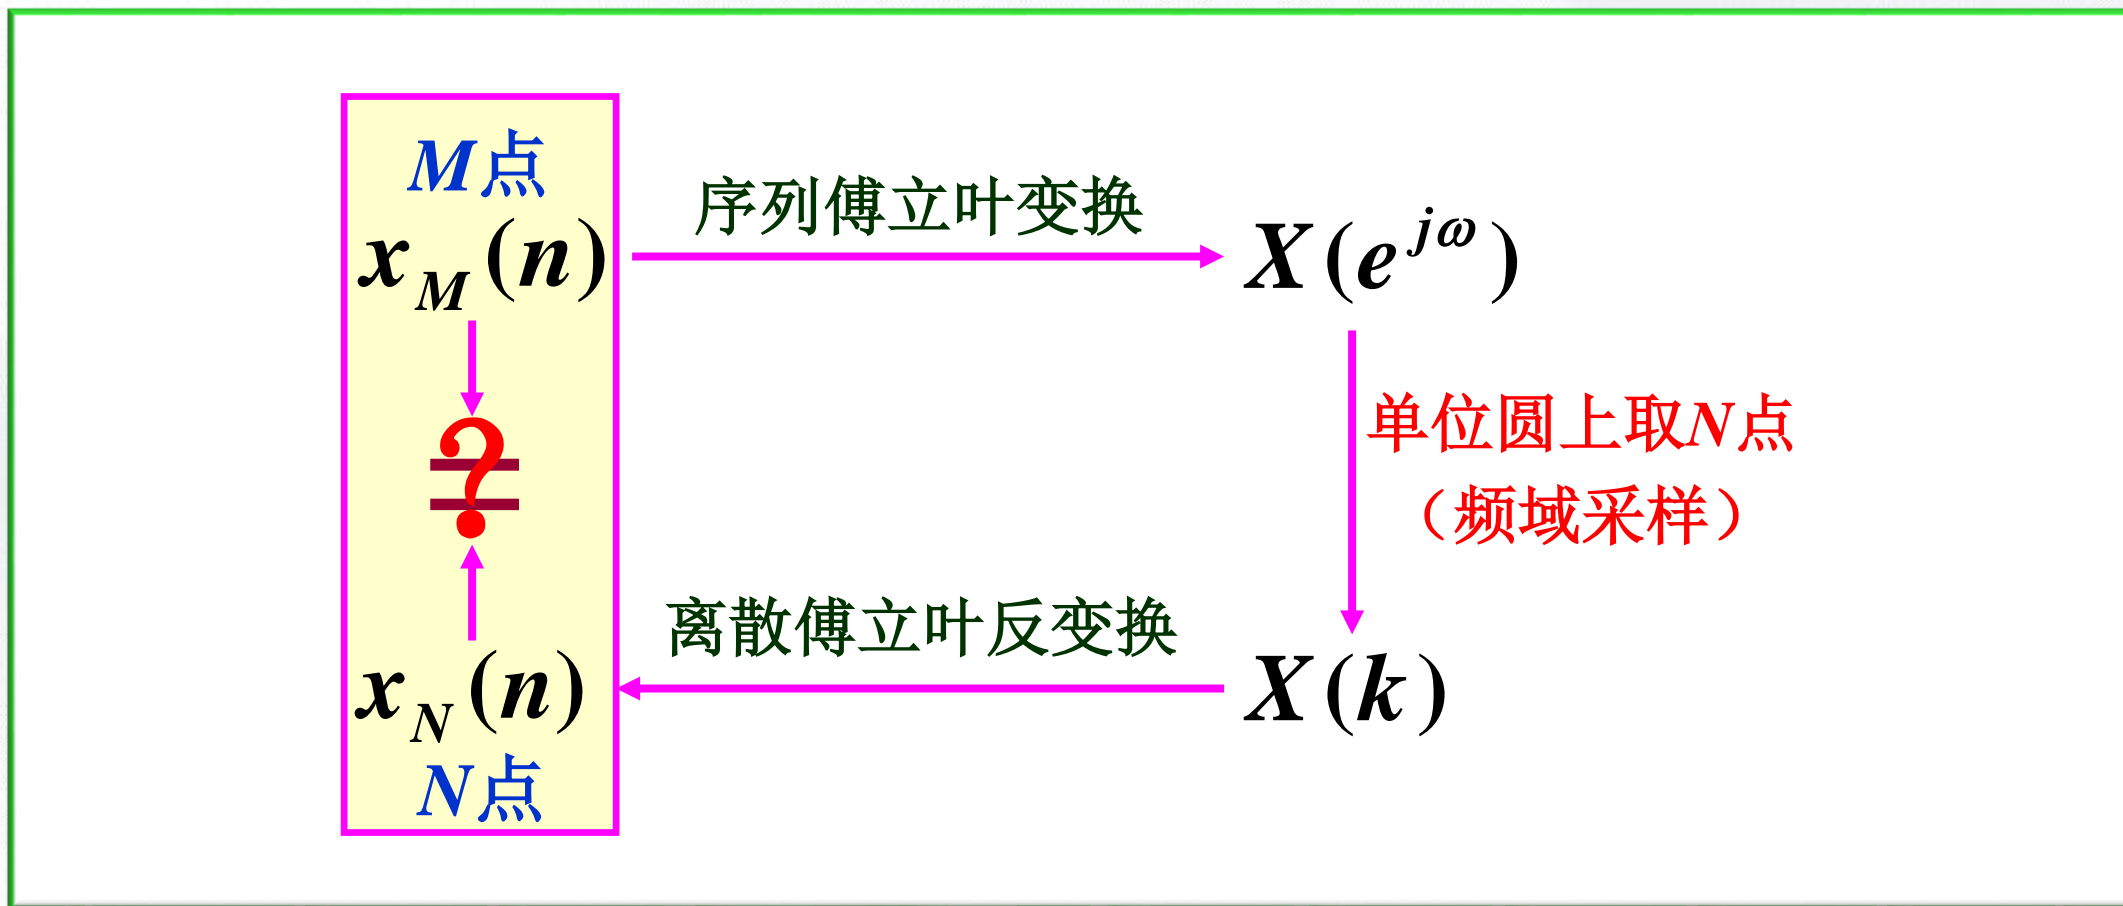 M点
序列傅立叶变换
x_M(n)
X(e^{jω})
单位圆上取N点
（频域采样）
?
=
离散傅立叶反变换
x_N(n)
X(k)
N点